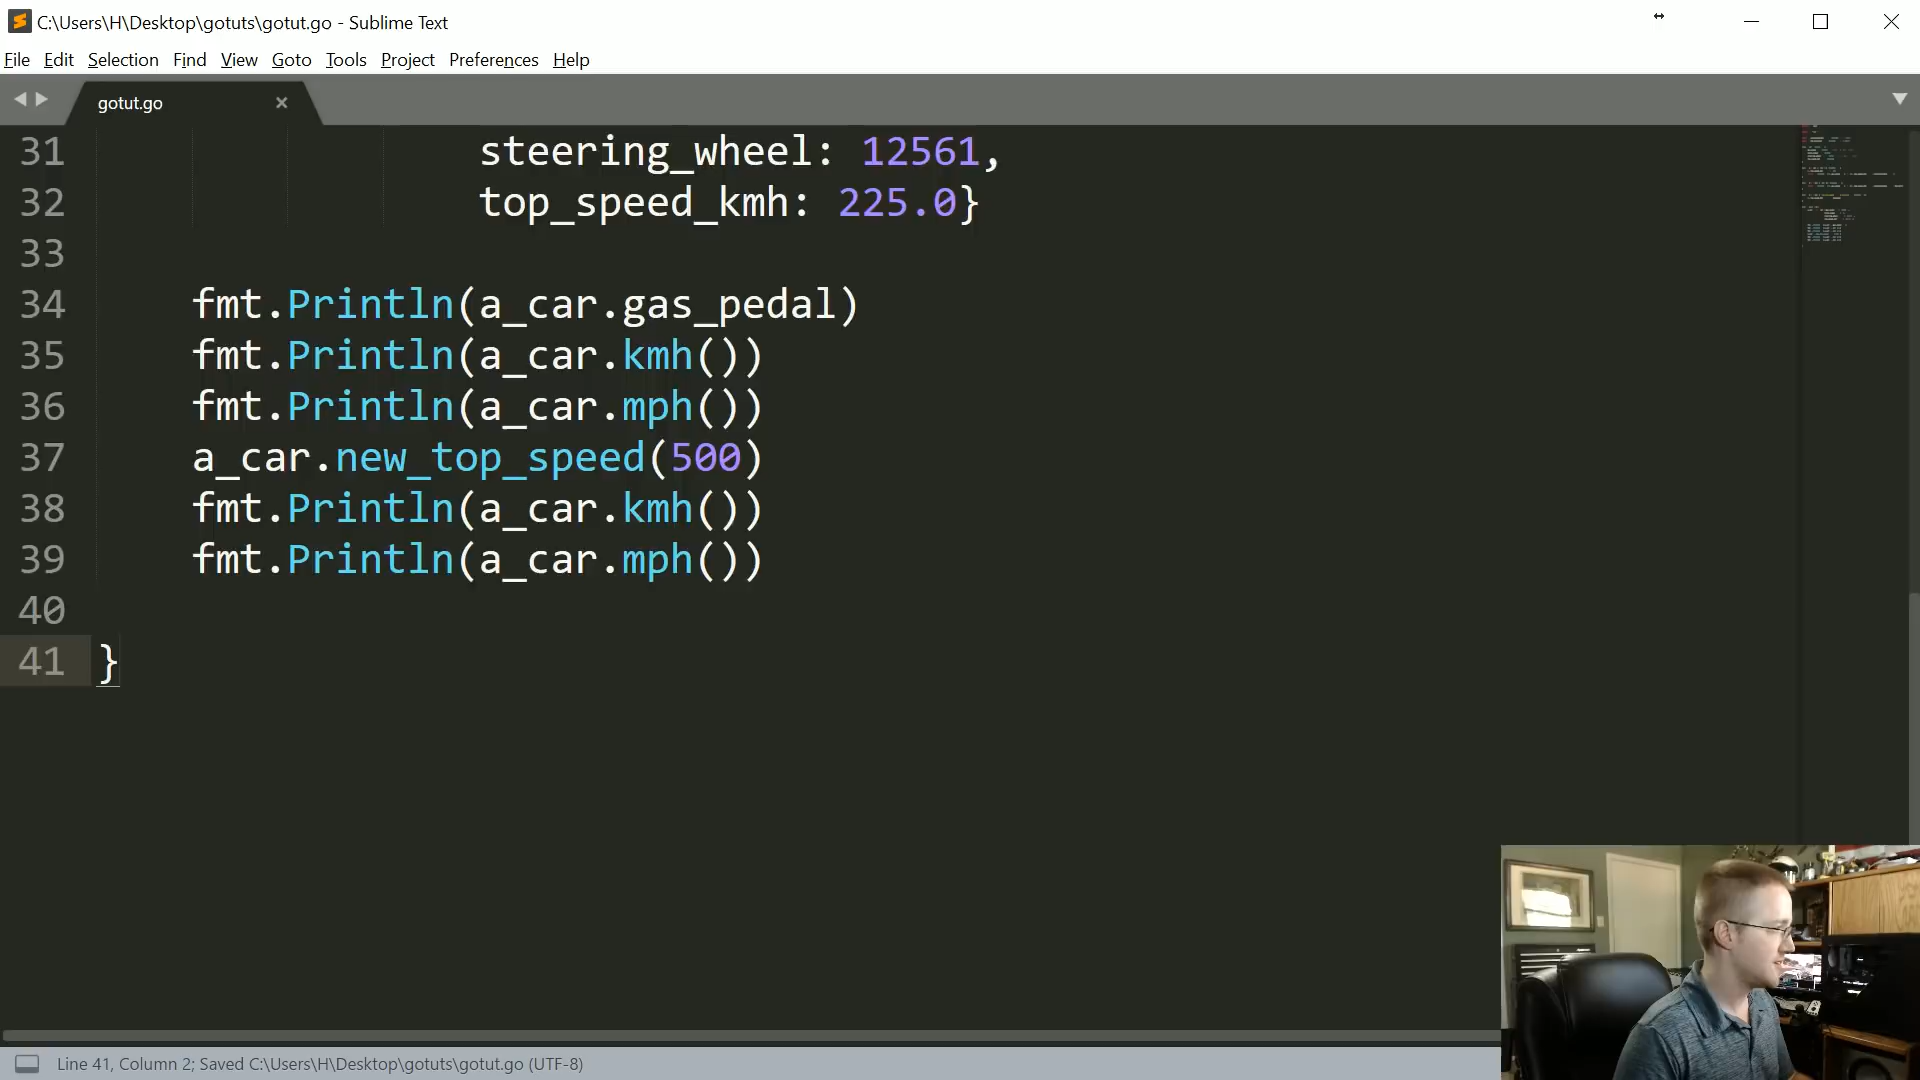 C:\Users\H\Desktop\gotuts\gotut.go - Sublime Text
File Edit Selection Find View Goto Tools Project Preferences Help
gotut.go
31 steering_wheel: 12561,
32 top_speed_kmh: 225.0}
33
34 fmt.Println(a_car.gas_pedal)
35 fmt.Println(a_car.kmh())
36 fmt.Println(a_car.mph())
37 a_car.new_top_speed(500)
38 fmt.Println(a_car.kmh())
39 fmt.Println(a_car.mph())
40
41 }
Line 41, Column 2; Saved C:\Users\H\Desktop\gotuts\gotut.go (UTF-8)